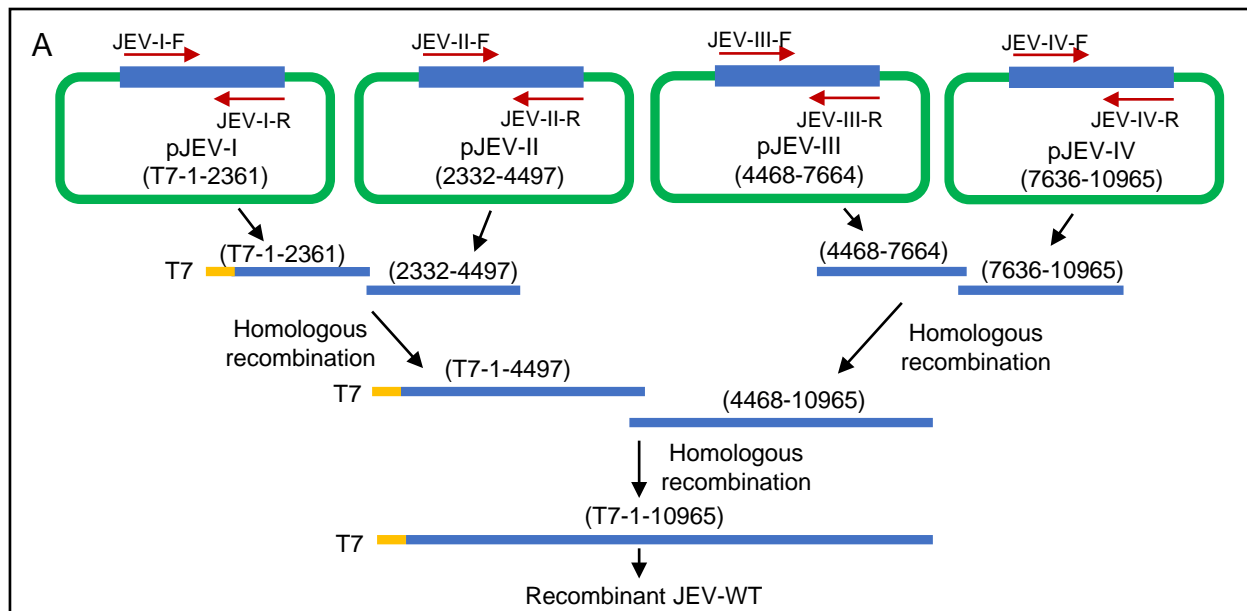 A
JEV-I-F
JEV-II-F
JEV-III-F
JEV-IV-F
JEV-I-R
JEV-II-R
JEV-III-R
JEV-IV-R
pJEV-I
(T7-1-2361)
pJEV-II
(2332-4497)
pJEV-III
(4468-7664)
pJEV-IV
(7636-10965)
T7
(T7-1-2361)
(2332-4497)
(4468-7664)
(7636-10965)
Homologous
recombination
Homologous
recombination
T7
(T7-1-4497)
(4468-10965)
Homologous
recombination
(T7-1-10965)
T7
Recombinant JEV-WT